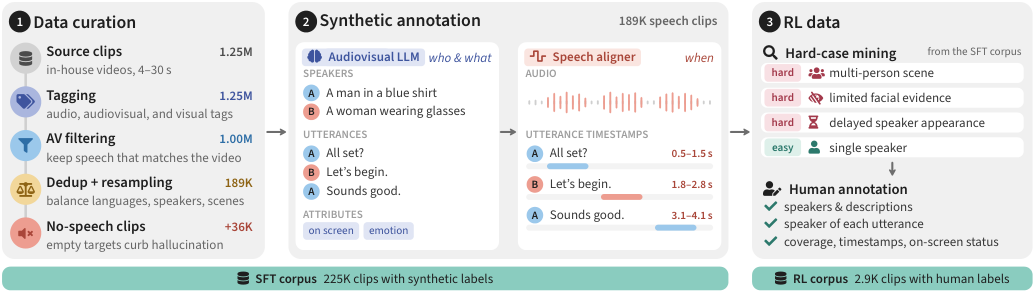 1 Data curation
Source clips 1.25M
in-house videos, 4–30 s
Tagging 1.25M
audio, audiovisual, and visual tags
AV filtering 1.00M
keep speech that matches the video
Dedup + resampling 189K
balance languages, speakers, scenes
No-speech clips +36K
empty targets curb hallucination
2 Synthetic annotation 189K speech clips
Audiovisual LLM who & what
SPEAKERS
A A man in a blue shirt
B A woman wearing glasses
UTTERANCES
A All set?
B Let's begin.
A Sounds good.
ATTRIBUTES
on screen emotion
Speech aligner when
AUDIO
UTTERANCE TIMESTAMPS
A All set? 0.5–1.5 s
B Let's begin. 1.8–2.8 s
A Sounds good. 3.1–4.1 s
SFT corpus 225K clips with synthetic labels
3 RL data
Hard-case mining from the SFT corpus
hard multi-person scene
hard limited facial evidence
hard delayed speaker appearance
easy single speaker
Human annotation
speakers & descriptions
speaker of each utterance
coverage, timestamps, on-screen status
RL corpus 2.9K clips with human labels